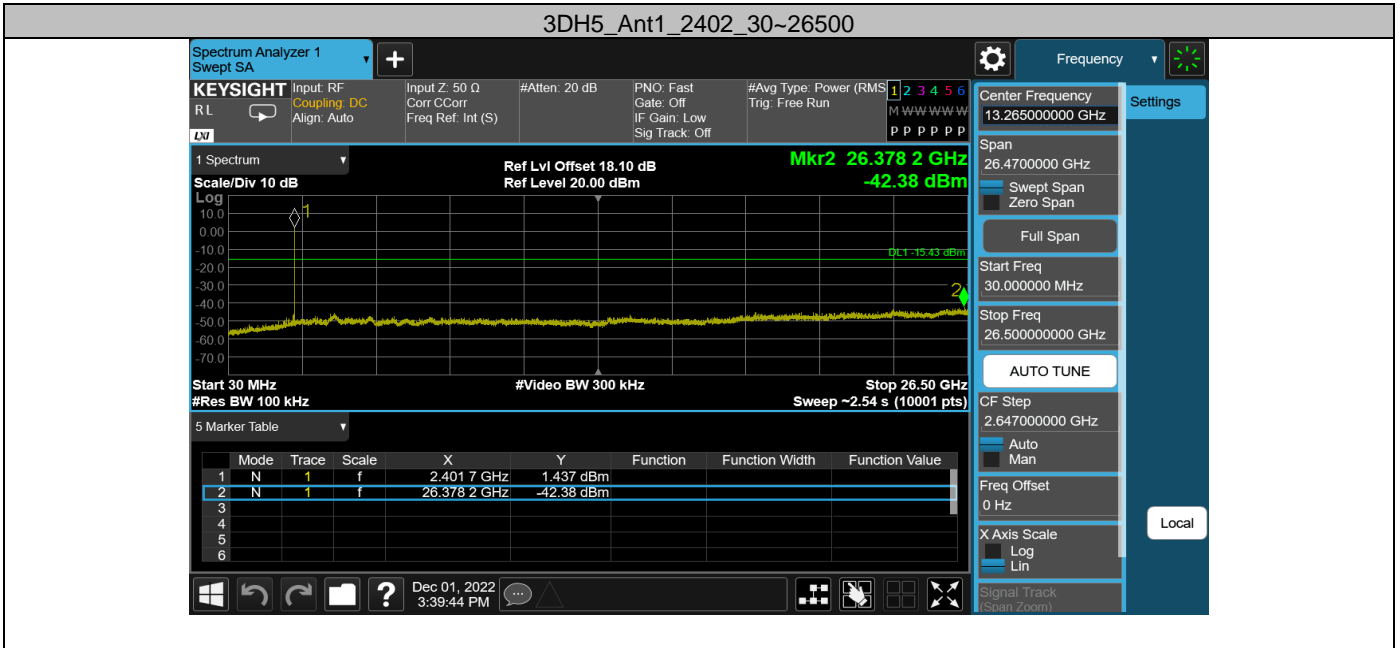 3DH5_Ant1_2402_30~26500
Spectrum Analyzer 1
Swept SA
Frequency
KEYSIGHT
RL
LXI
Input: RF
Coupling: DC
Align: Auto
Input Z: 50 Ω
Corr CCorr
Freq Ref: Int (S)
#Atten: 20 dB
PNO: Fast
Gate: Off
IF Gain: Low
Sig Track: Off
#Avg Type: Power (RMS
Trig: Free Run
1 2 3 4 5 6
M W W W W W
P P P P P P
1 Spectrum
Scale/Div 10 dB
Ref Lvl Offset 18.10 dB
Ref Level 20.00 dBm
Mkr2 26.378 2 GHz
-42.38 dBm
Log
10.0
0.00
-10.0
-20.0
-30.0
-40.0
-50.0
-60.0
-70.0
1
DL1 -15.43 dBm
2
Start 30 MHz
#Video BW 300 kHz
Stop 26.50 GHz
#Res BW 100 kHz
Sweep ~2.54 s (10001 pts)
5 Marker Table
Mode Trace Scale X Y Function Function Width Function Value
1 N 1 f 2.401 7 GHz 1.437 dBm
2 N 1 f 26.378 2 GHz -42.38 dBm
3
4
5
6
Dec 01, 2022
3:39:44 PM
Center Frequency
13.265000000 GHz
Settings
Span
26.4700000 GHz
Swept Span
Zero Span
Full Span
Start Freq
30.000000 MHz
Stop Freq
26.500000000 GHz
AUTO TUNE
CF Step
2.647000000 GHz
Auto
Man
Freq Offset
0 Hz
Local
X Axis Scale
Log
Lin
Signal Track
(Span Zoom)